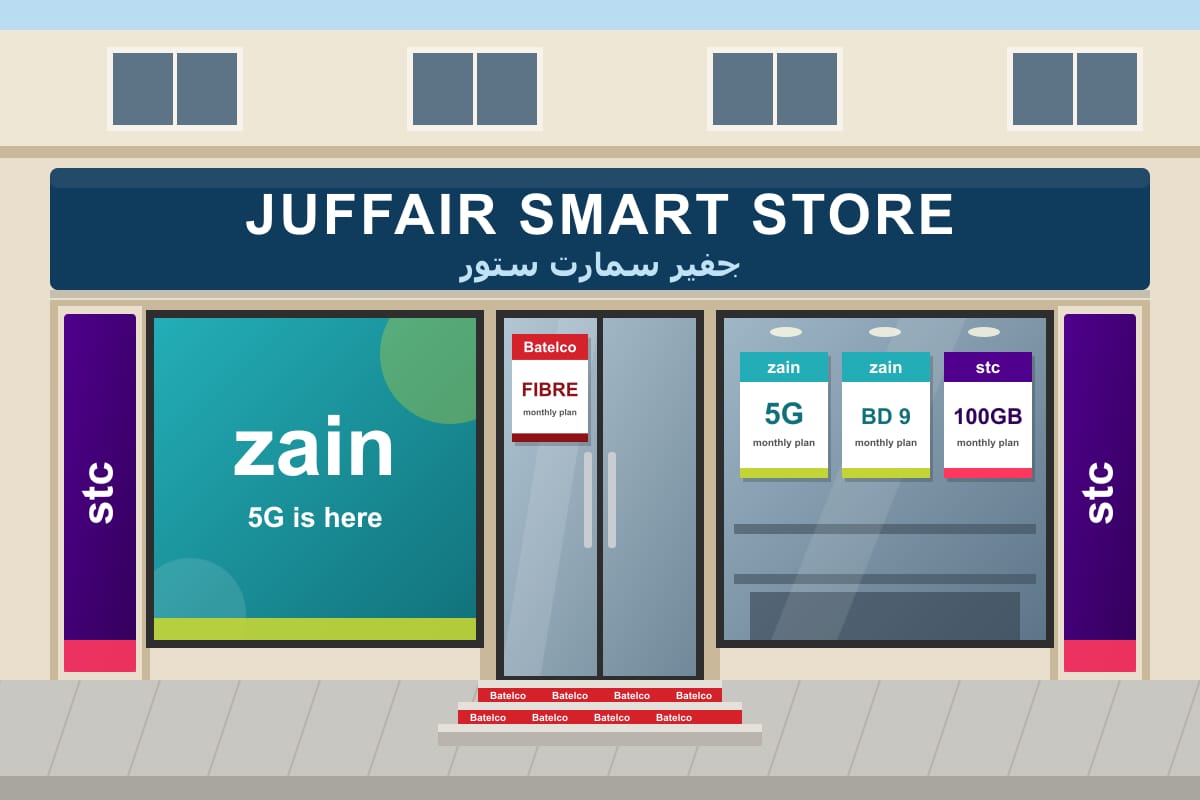 JUFFAIR SMART STORE
جفير سمارت ستور
stc
zain
5G is here
Batelco
FIBRE
monthly plan
zain
5G
monthly plan
zain
BD 9
monthly plan
stc
100GB
monthly plan
stc
Batelco Batelco Batelco Batelco
Batelco Batelco Batelco Batelco